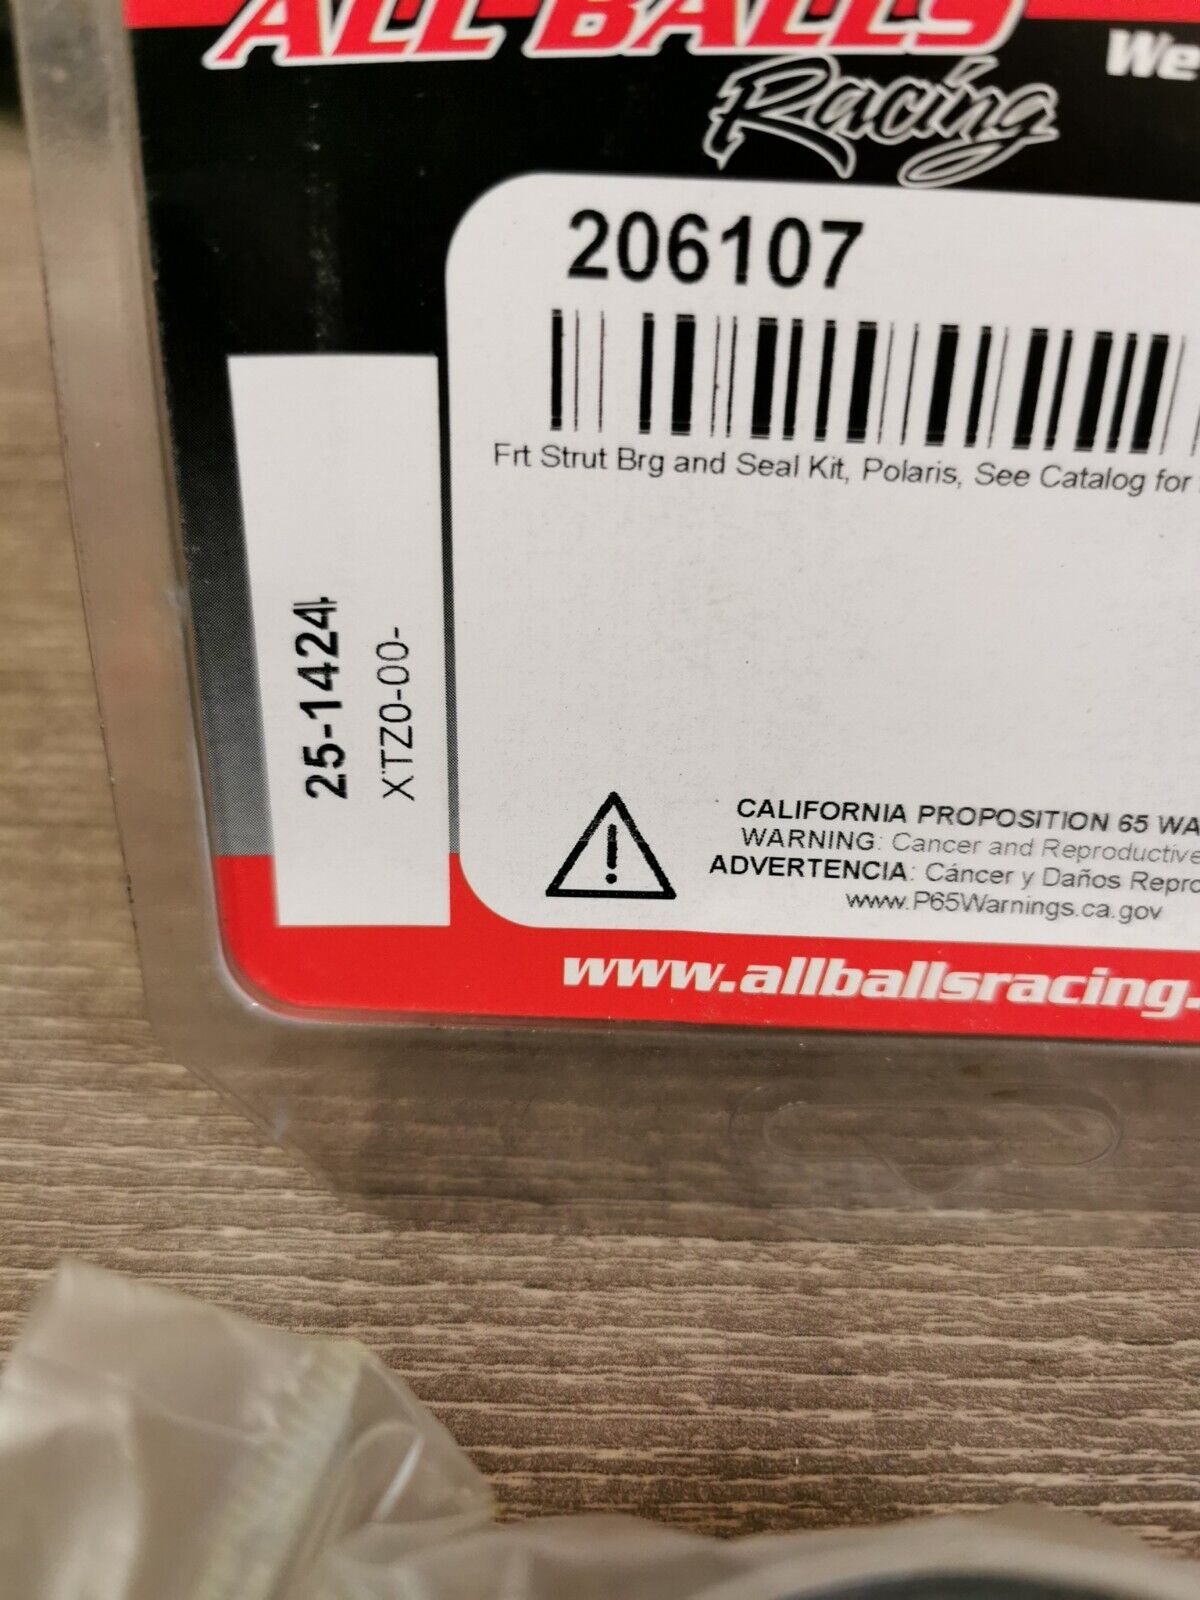 ALL BALLS
We
Racing
206107
Frt Strut Brg and Seal Kit, Polaris, See Catalog for
25-1424
XTZ0-00-
CALIFORNIA PROPOSITION 65 WA
WARNING: Cancer and Reproductive
ADVERTENCIA: Cáncer y Daños Repro
www.P65Warnings.ca.gov
www.allballsracing.